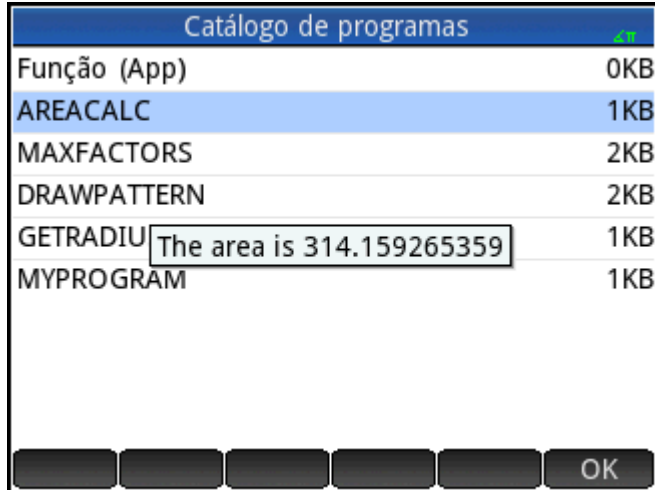 Catálogo de programas ∡π
Função (App) 0KB
AREACALC 1KB
MAXFACTORS 2KB
DRAWPATTERN 2KB
GETRADIU 1KB
The area is 314.159265359
MYPROGRAM 1KB
OK